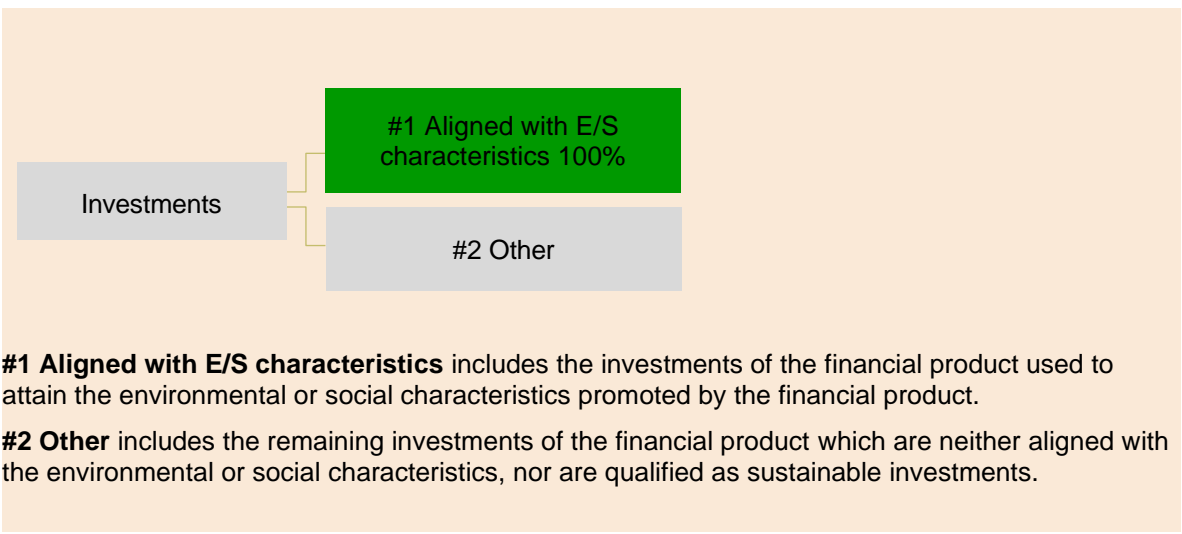 #1 Aligned with E/S
characteristics 100%
Investments
#2 Other
#1 Aligned with E/S characteristics includes the investments of the financial product used to
attain the environmental or social characteristics promoted by the financial product.
#2 Other includes the remaining investments of the financial product which are neither aligned with
the environmental or social characteristics, nor are qualified as sustainable investments.